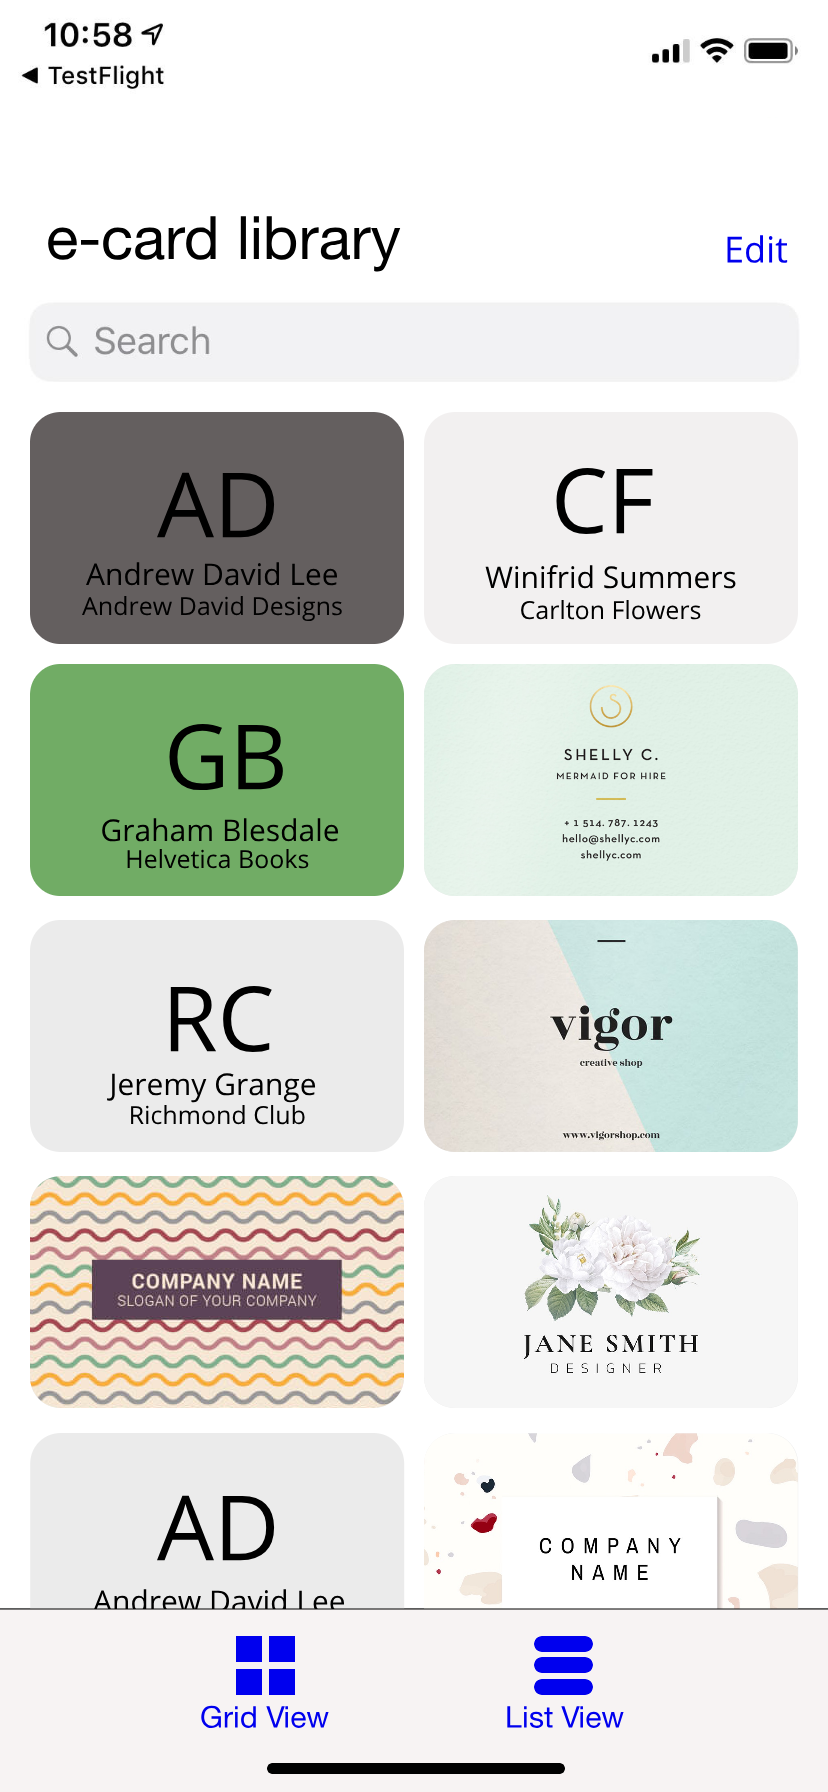 10:58
TestFlight
e-card library
Edit
Search
AD
Andrew David Lee
Andrew David Designs
CF
Winifrid Summers
Carlton Flowers
GB
Graham Blesdale
Helvetica Books
SHELLY C.
MERMAID FOR HIRE
+ 1 514. 787. 1243
hello@shellyc.com
shellyc.com
RC
Jeremy Grange
Richmond Club
vigor
creative shop
www.vigorshop.com
COMPANY NAME
SLOGAN OF YOUR COMPANY
JANE SMITH
DESIGNER
AD
Andrew David Lee
COMPANY
NAME
Grid View
List View